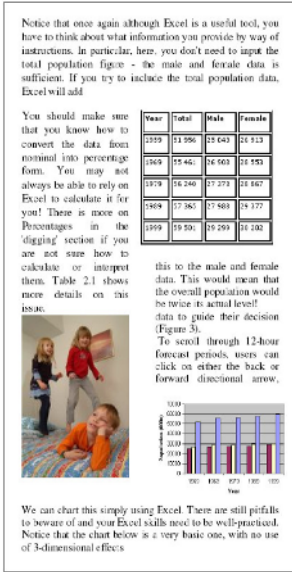 Notice that once again although Excel is a useful tool, you
have to think about what information you provide by way of
instructions. In particular, here, you don't need to input the
total population figure - the male and female data is
sufficient. If you try to include the total population data,
Excel will add
You should make sure
that you know how to
convert the data from
nominal into percentage
form. You may not
always be able to rely on
Excel to calculate it for
you! There is more on
Percentages in the
'digging' section if you
are not sure how to
calculate or interpret
them. Table 2.1 shows
more details on this
issue.
Year Total Male Female
1959 51 956 25 043 26 913
1969 55 461 26 908 28 553
1979 56 240 27 373 28 867
1989 57 365 27 988 29 377
1999 59 501 29 299 30 202
this to the male and female
data. This would mean that
the overall population would
be twice its actual level!
data to guide their decision
(Figure 3).
To scroll through 12-hour
forecast periods, users can
click on either the back or
forward directional arrow,
Population (000s)
70000
60000
50000
40000
30000
20000
10000
0
Year
We can chart this simply using Excel. There are still pitfalls
to beware of and your Excel skills need to be well-practiced.
Notice that the chart below is a very basic one, with no use
of 3-dimensional effects